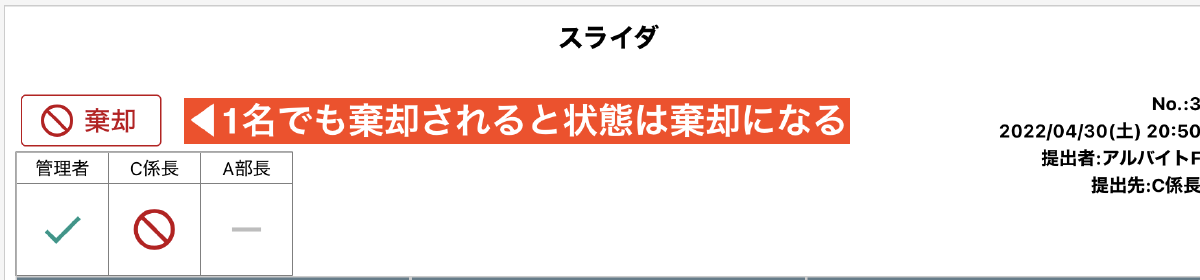 スライダ
棄却
◀1名でも棄却されると状態は棄却になる
No.:3
2022/04/30(土) 20:50
提出者:アルバイトF
提出先:C係長
管理者 C係長 A部長